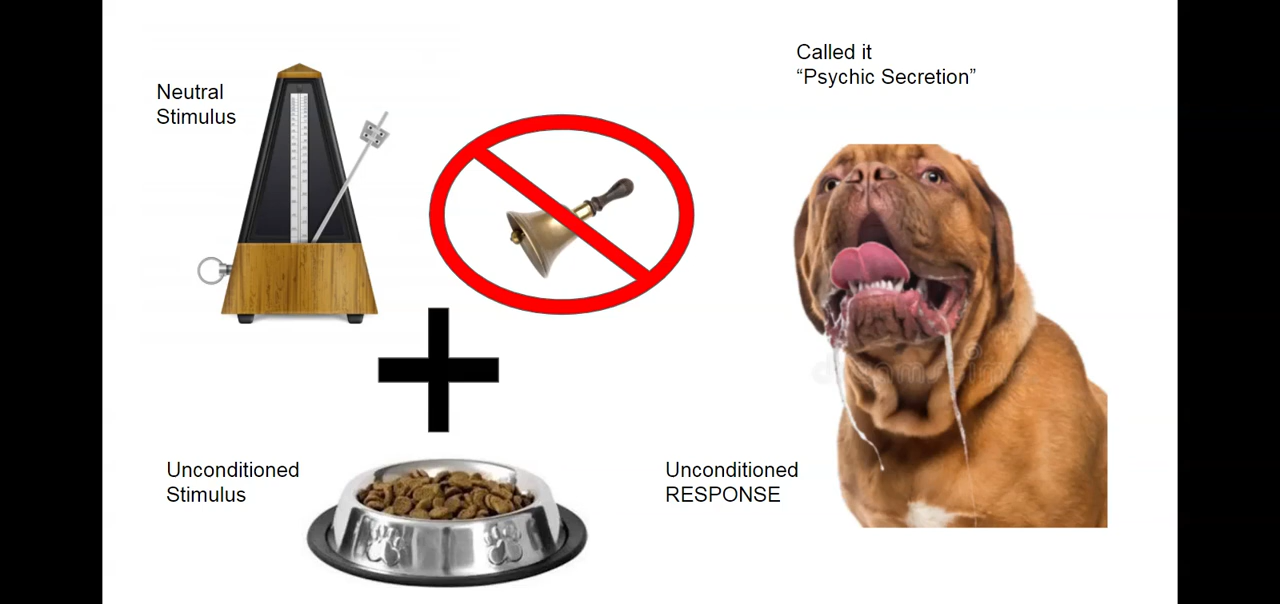 Called it
“Psychic Secretion”
Neutral
Stimulus
Unconditioned
Stimulus
Unconditioned
RESPONSE